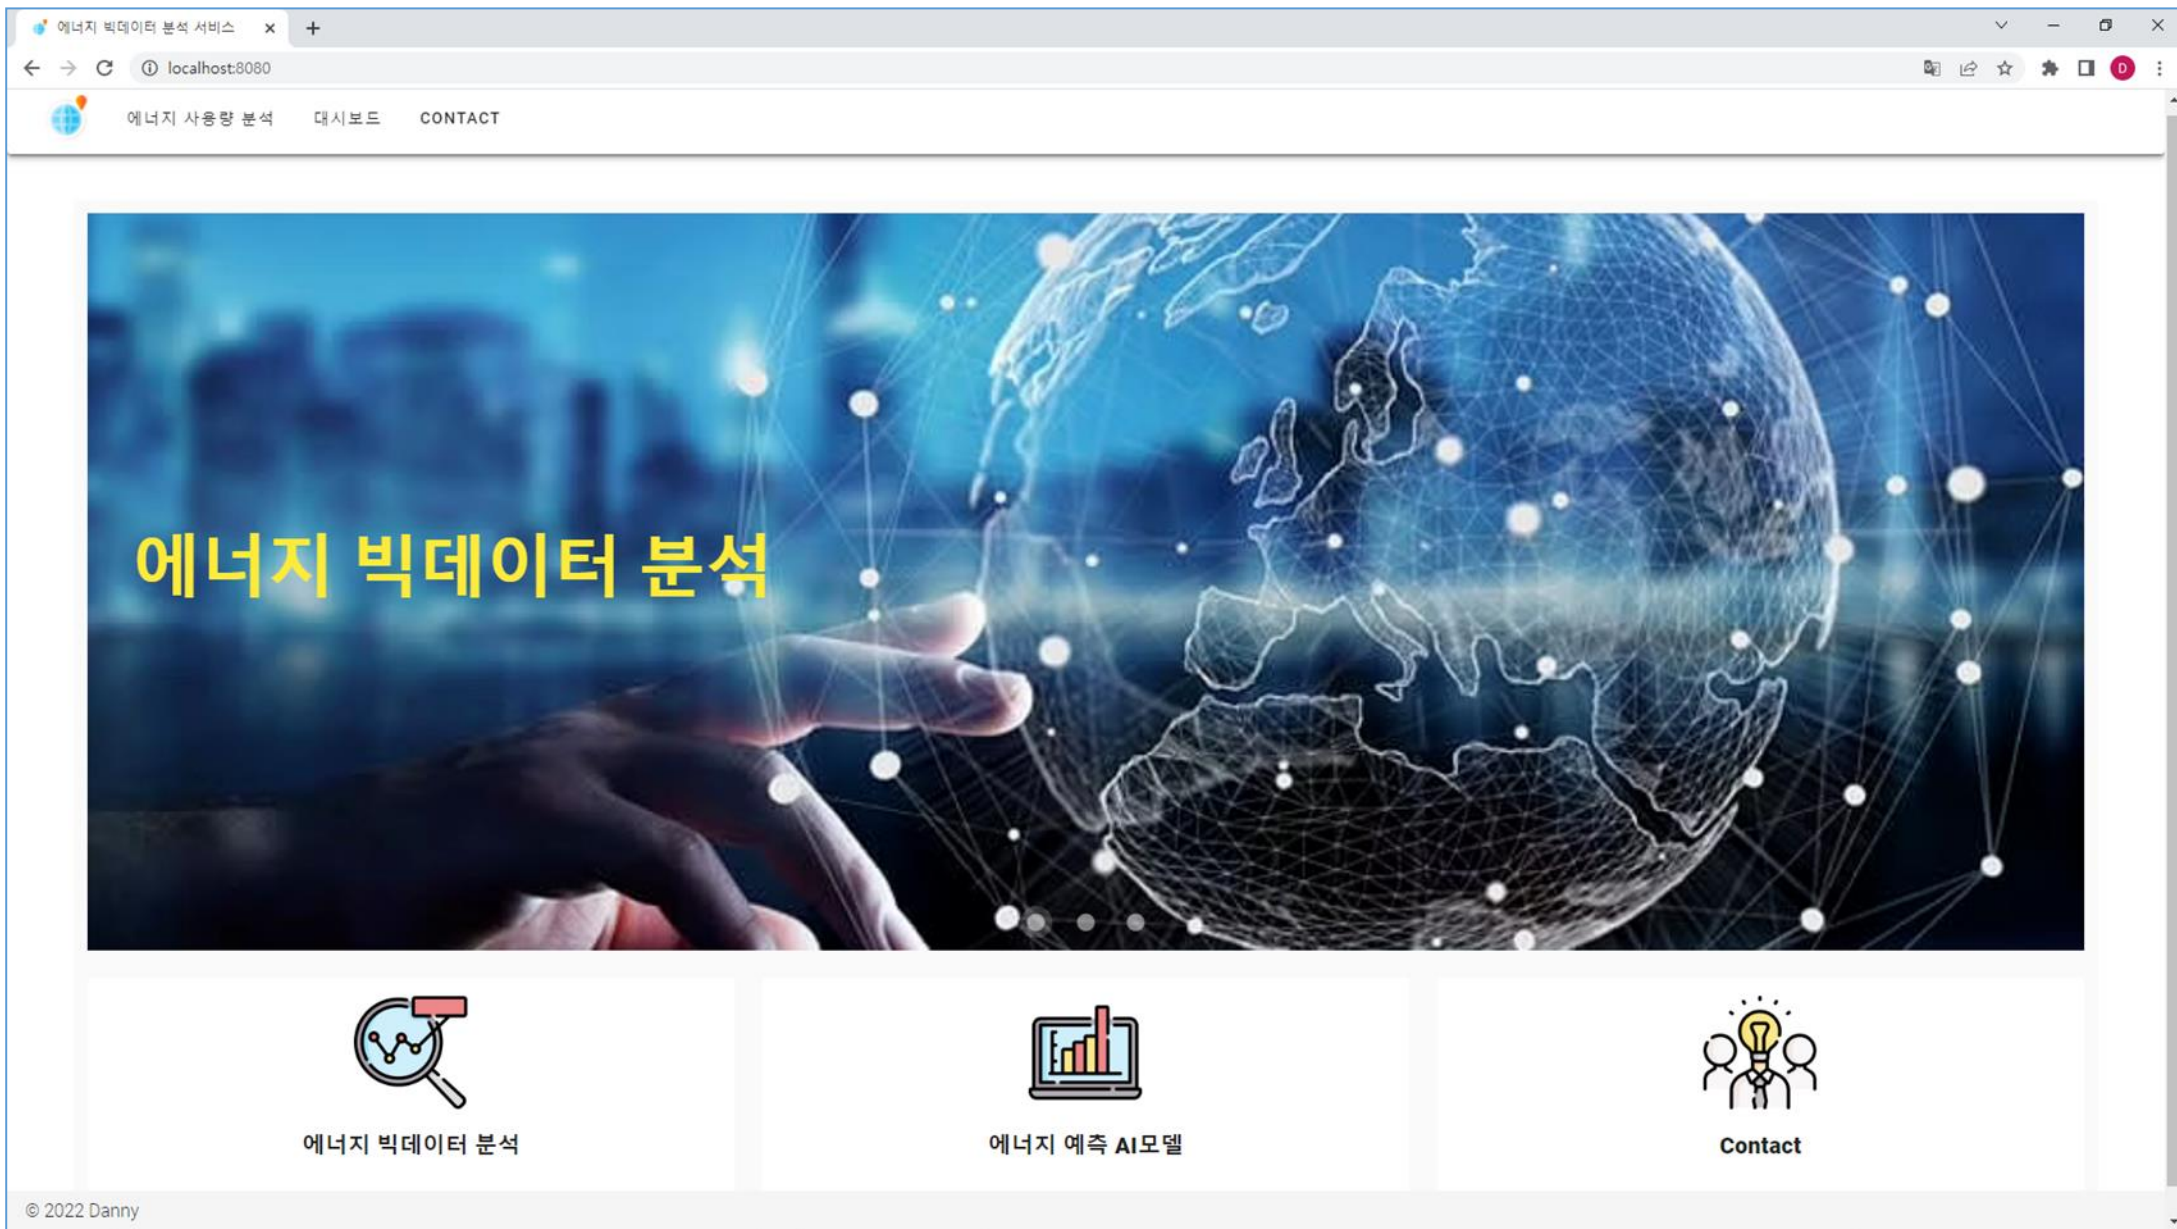 에너지 빅데이터 분석 서비스
localhost:8080
D
에너지 사용량 분석 대시보드 CONTACT
에너지 빅데이터 분석
에너지 빅데이터 분석 에너지 예측 AI모델 Contact
© 2022 Danny